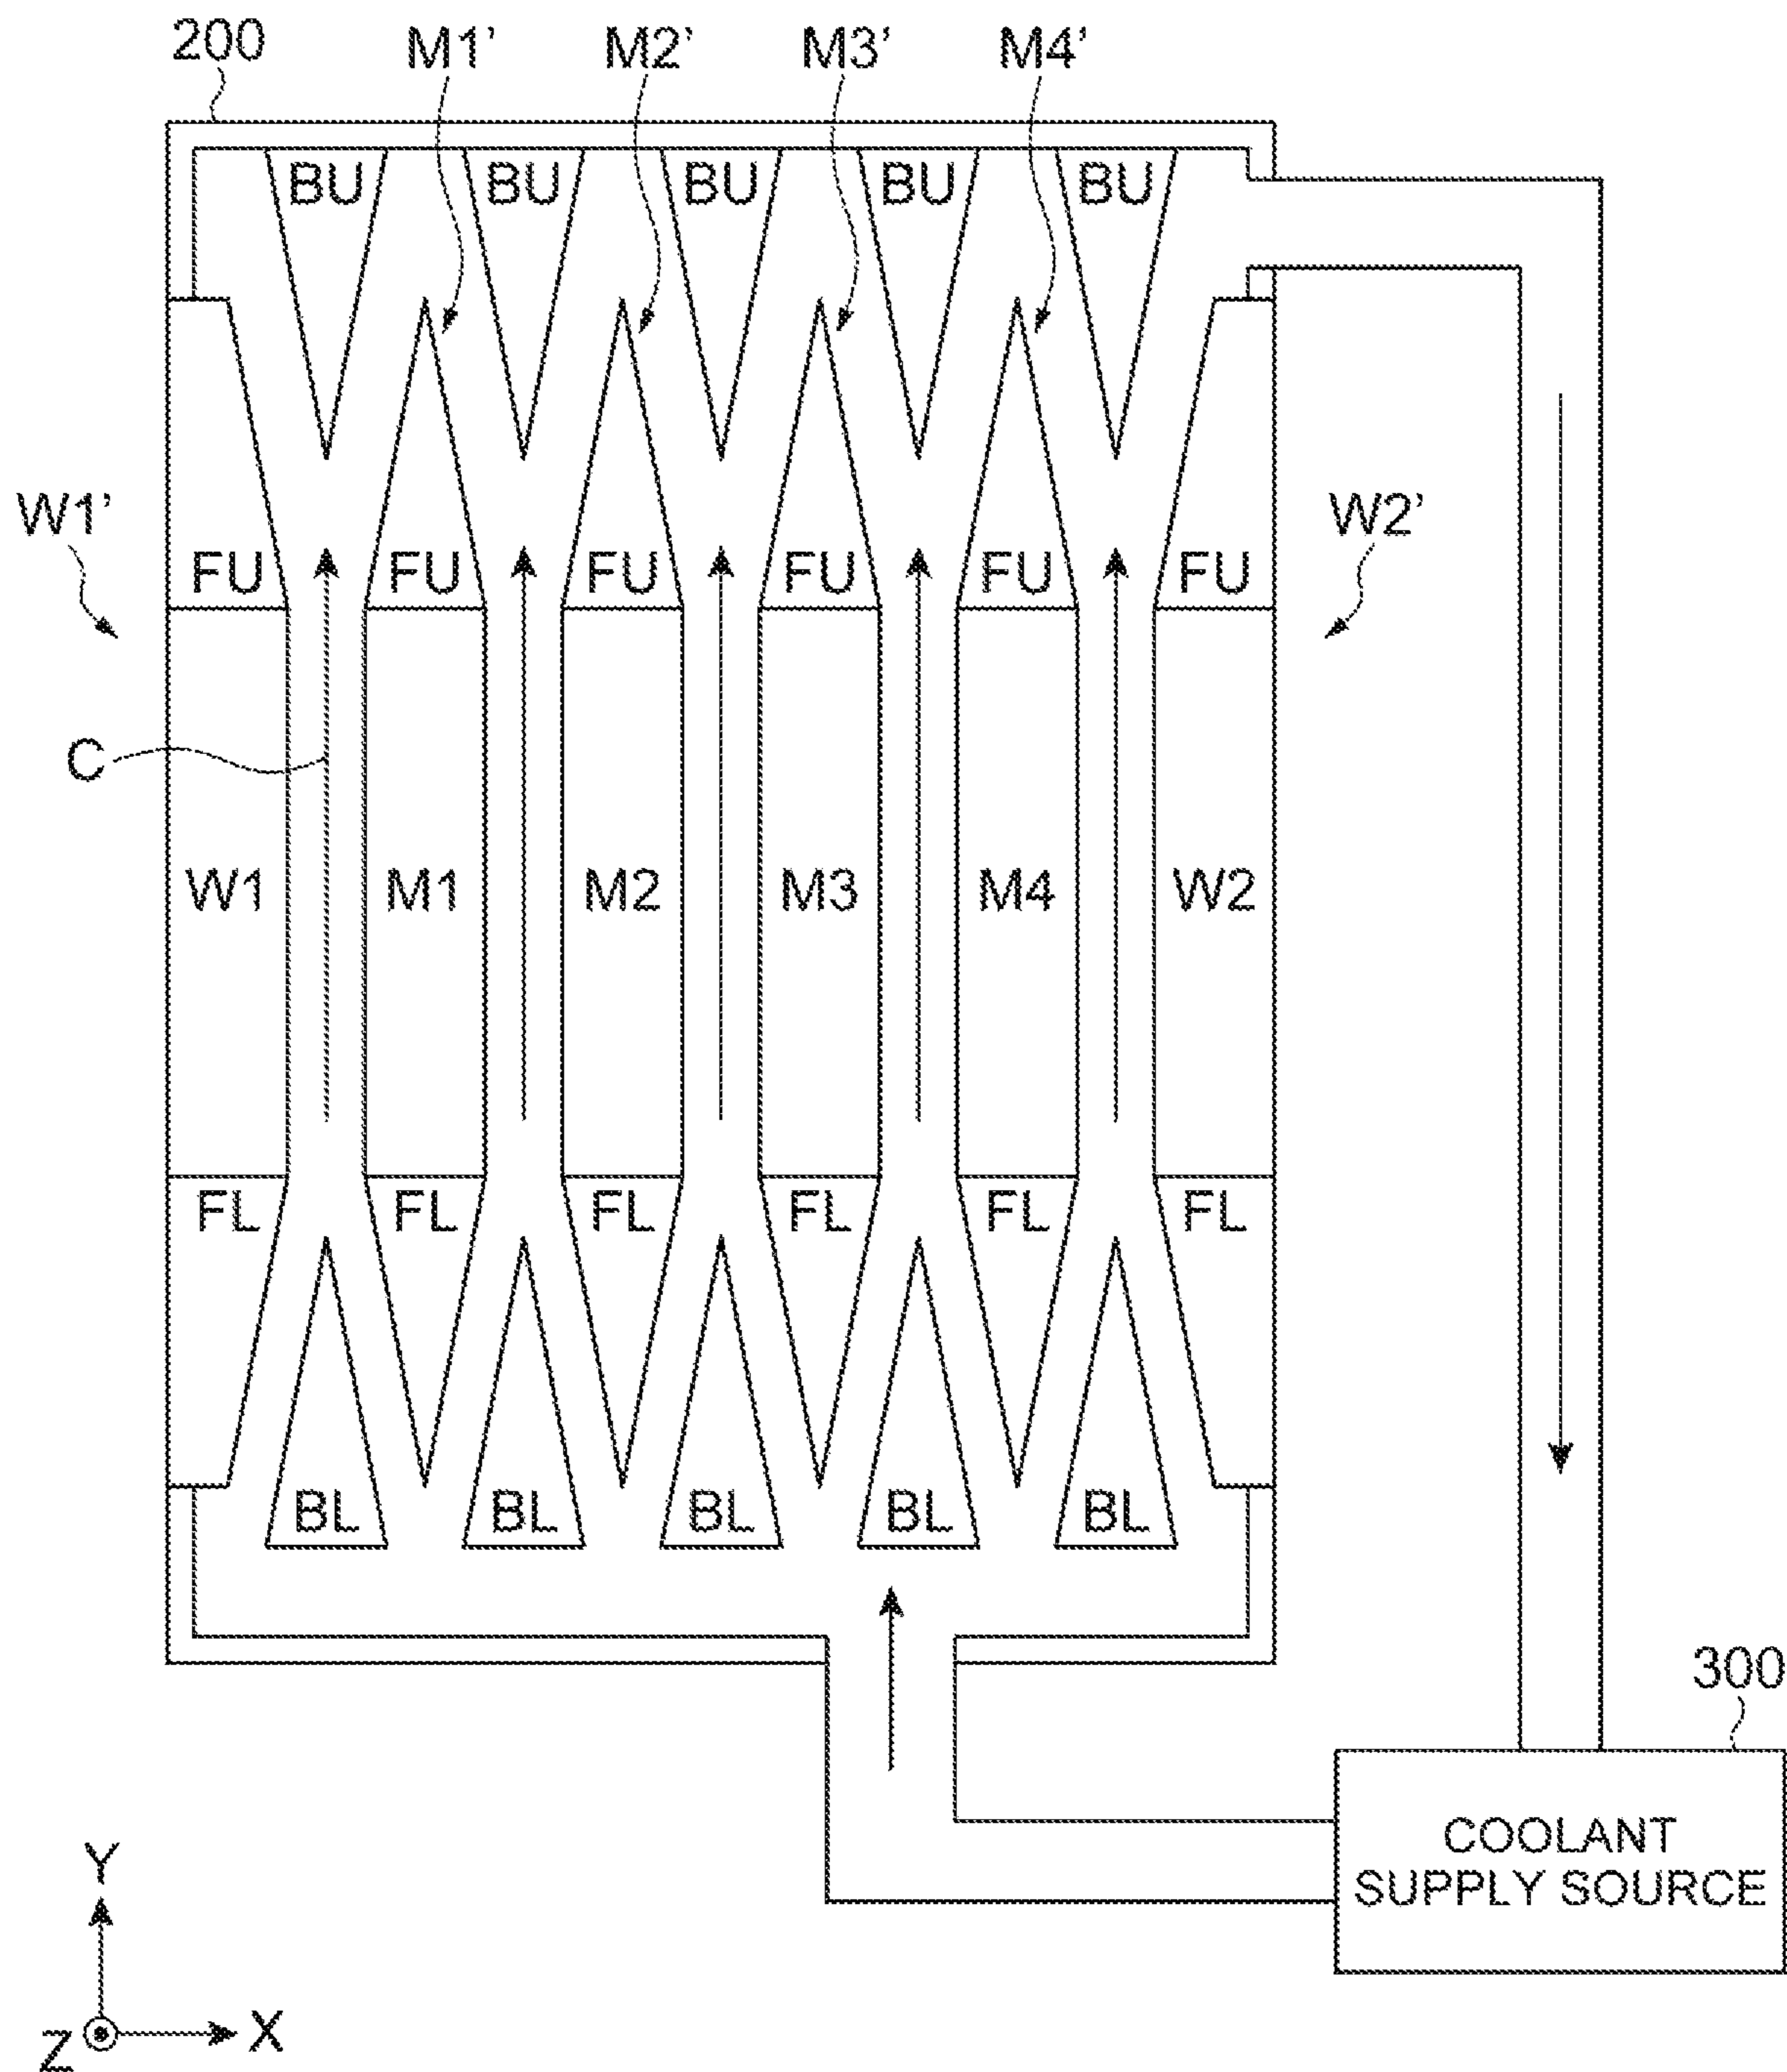 200 M1’ M2’ M3’ M4’
BU BU BU BU BU
W1’ W2’
FU FU FU FU FU FU
C
W1 M1 M2 M3 M4 W2
FL FL FL FL FL FL
BL BL BL BL BL
300
COOLANT
SUPPLY SOURCE
Y
Z X